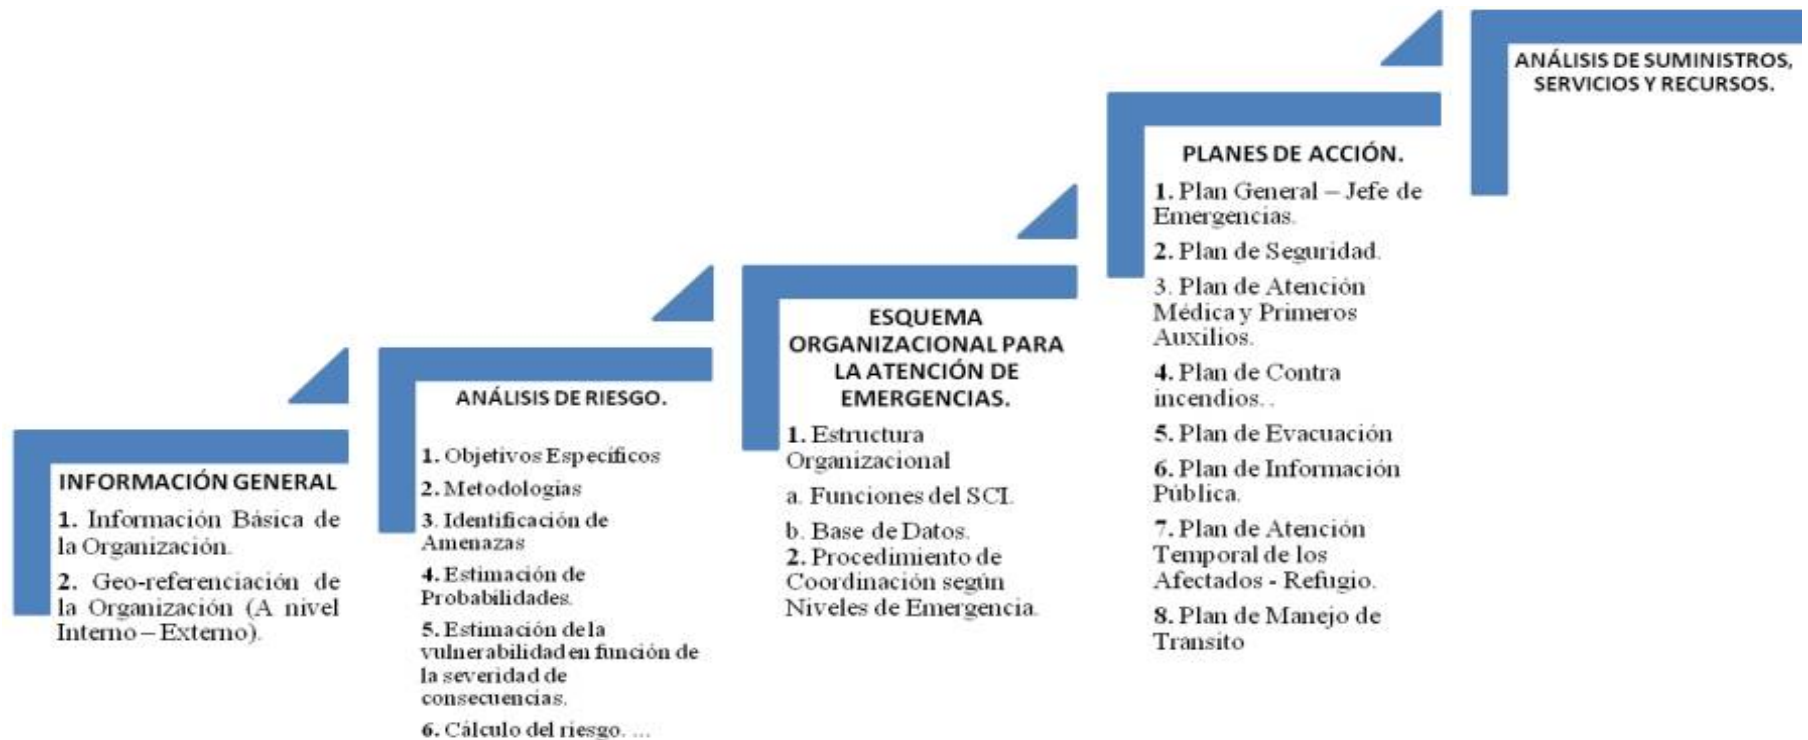 INFORMACIÓN GENERAL
1. Información Básica de
la Organización.
2. Geo-referenciación de
la Organización (A nivel
Interno – Externo).
ANÁLISIS DE RIESGO.
1. Objetivos Específicos
2. Metodologías
3. Identificación de
Amenazas
4. Estimación de
Probabilidades.
5. Estimación de la
vulnerabilidad en función de
la severidad de
consecuencias.
6. Cálculo del riesgo. ...
ESQUEMA
ORGANIZACIONAL PARA
LA ATENCIÓN DE
EMERGENCIAS.
1. Estructura
Organizacional
a. Funciones del SCI.
b. Base de Datos.
2. Procedimiento de
Coordinación según
Niveles de Emergencia.
PLANES DE ACCIÓN.
1. Plan General – Jefe de
Emergencias.
2. Plan de Seguridad.
3. Plan de Atención
Médica y Primeros
Auxilios.
4. Plan de Contra
incendios. .
5. Plan de Evacuación
6. Plan de Información
Pública.
7. Plan de Atención
Temporal de los
Afectados - Refugio.
8. Plan de Manejo de
Transito
ANÁLISIS DE SUMINISTROS,
SERVICIOS Y RECURSOS.